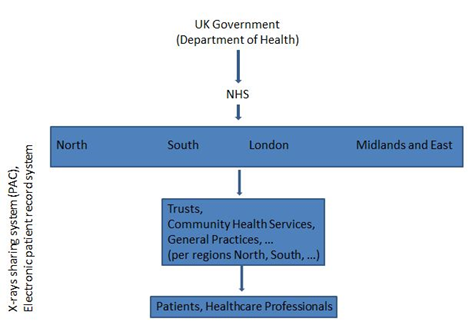 UK Government
(Department of Health)
NHS
North South London Midlands and East
Trusts,
Community Health Services,
General Practices, ...
(per regions North, South, ...)
Patients, Healthcare Professionals
X-rays sharing system (PAC),
Electronic patient record system